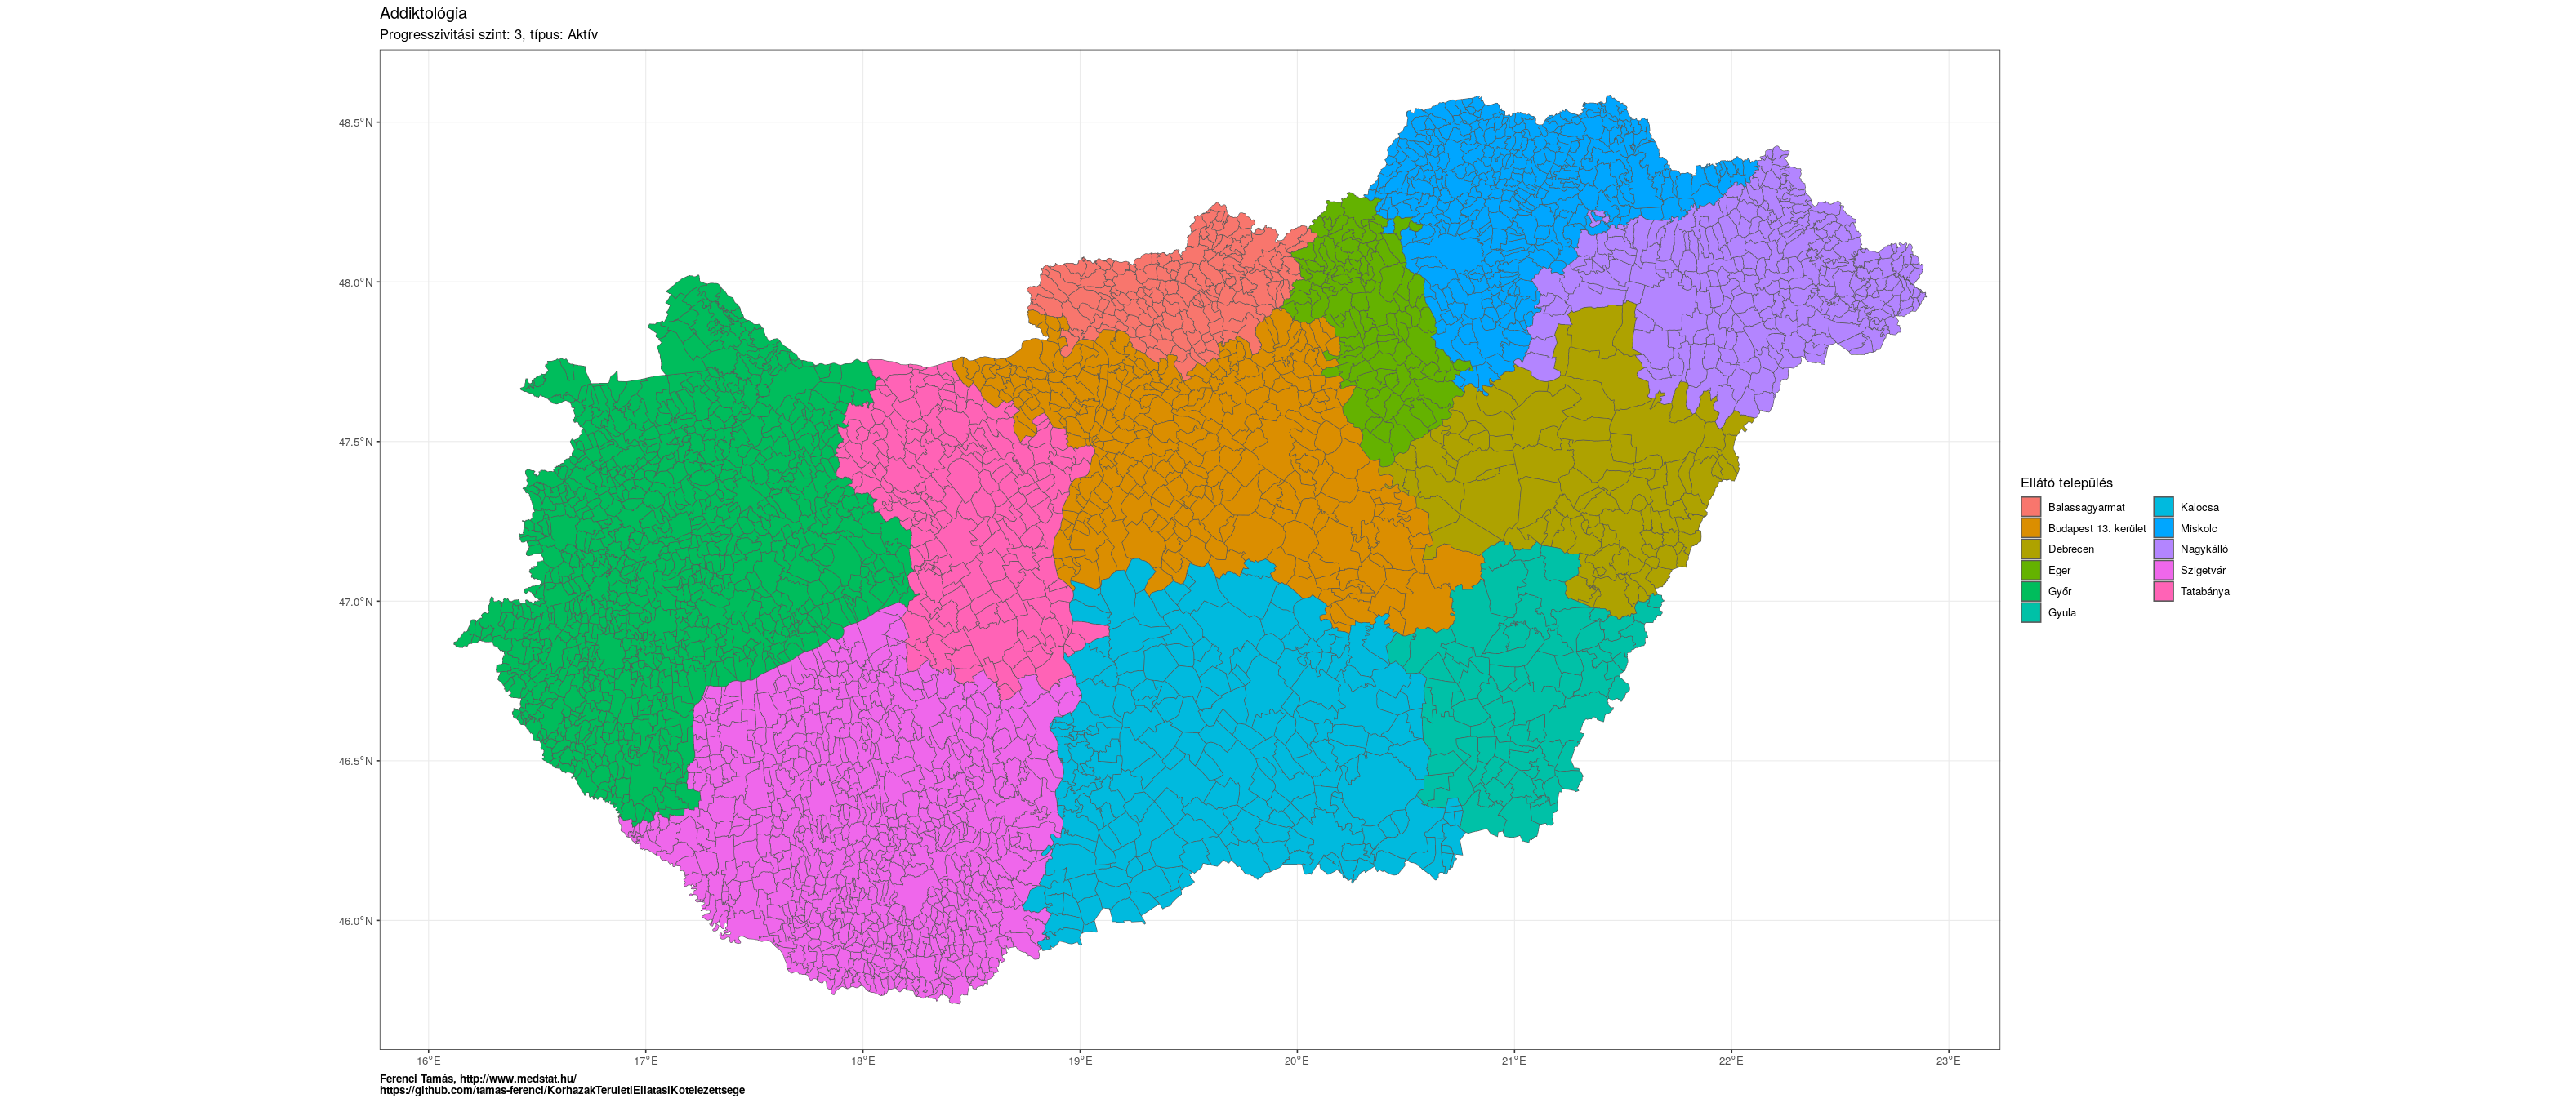 Addiktológia
Progresszivitási szint: 3, típus: Aktív
48.5°N
48.0°N
47.5°N
47.0°N
46.5°N
46.0°N
16°E
17°E
18°E
19°E
20°E
21°E
22°E
23°E
Ellátó település
Balassagyarmat
Budapest 13. kerület
Debrecen
Eger
Győr
Gyula
Kalocsa
Miskolc
Nagykálló
Szigetvár
Tatabánya
Ferenci Tamás, http://www.medstat.hu/
https://github.com/tamas-ferenci/KorhazakTeruletiEllatasiKotelezettsege